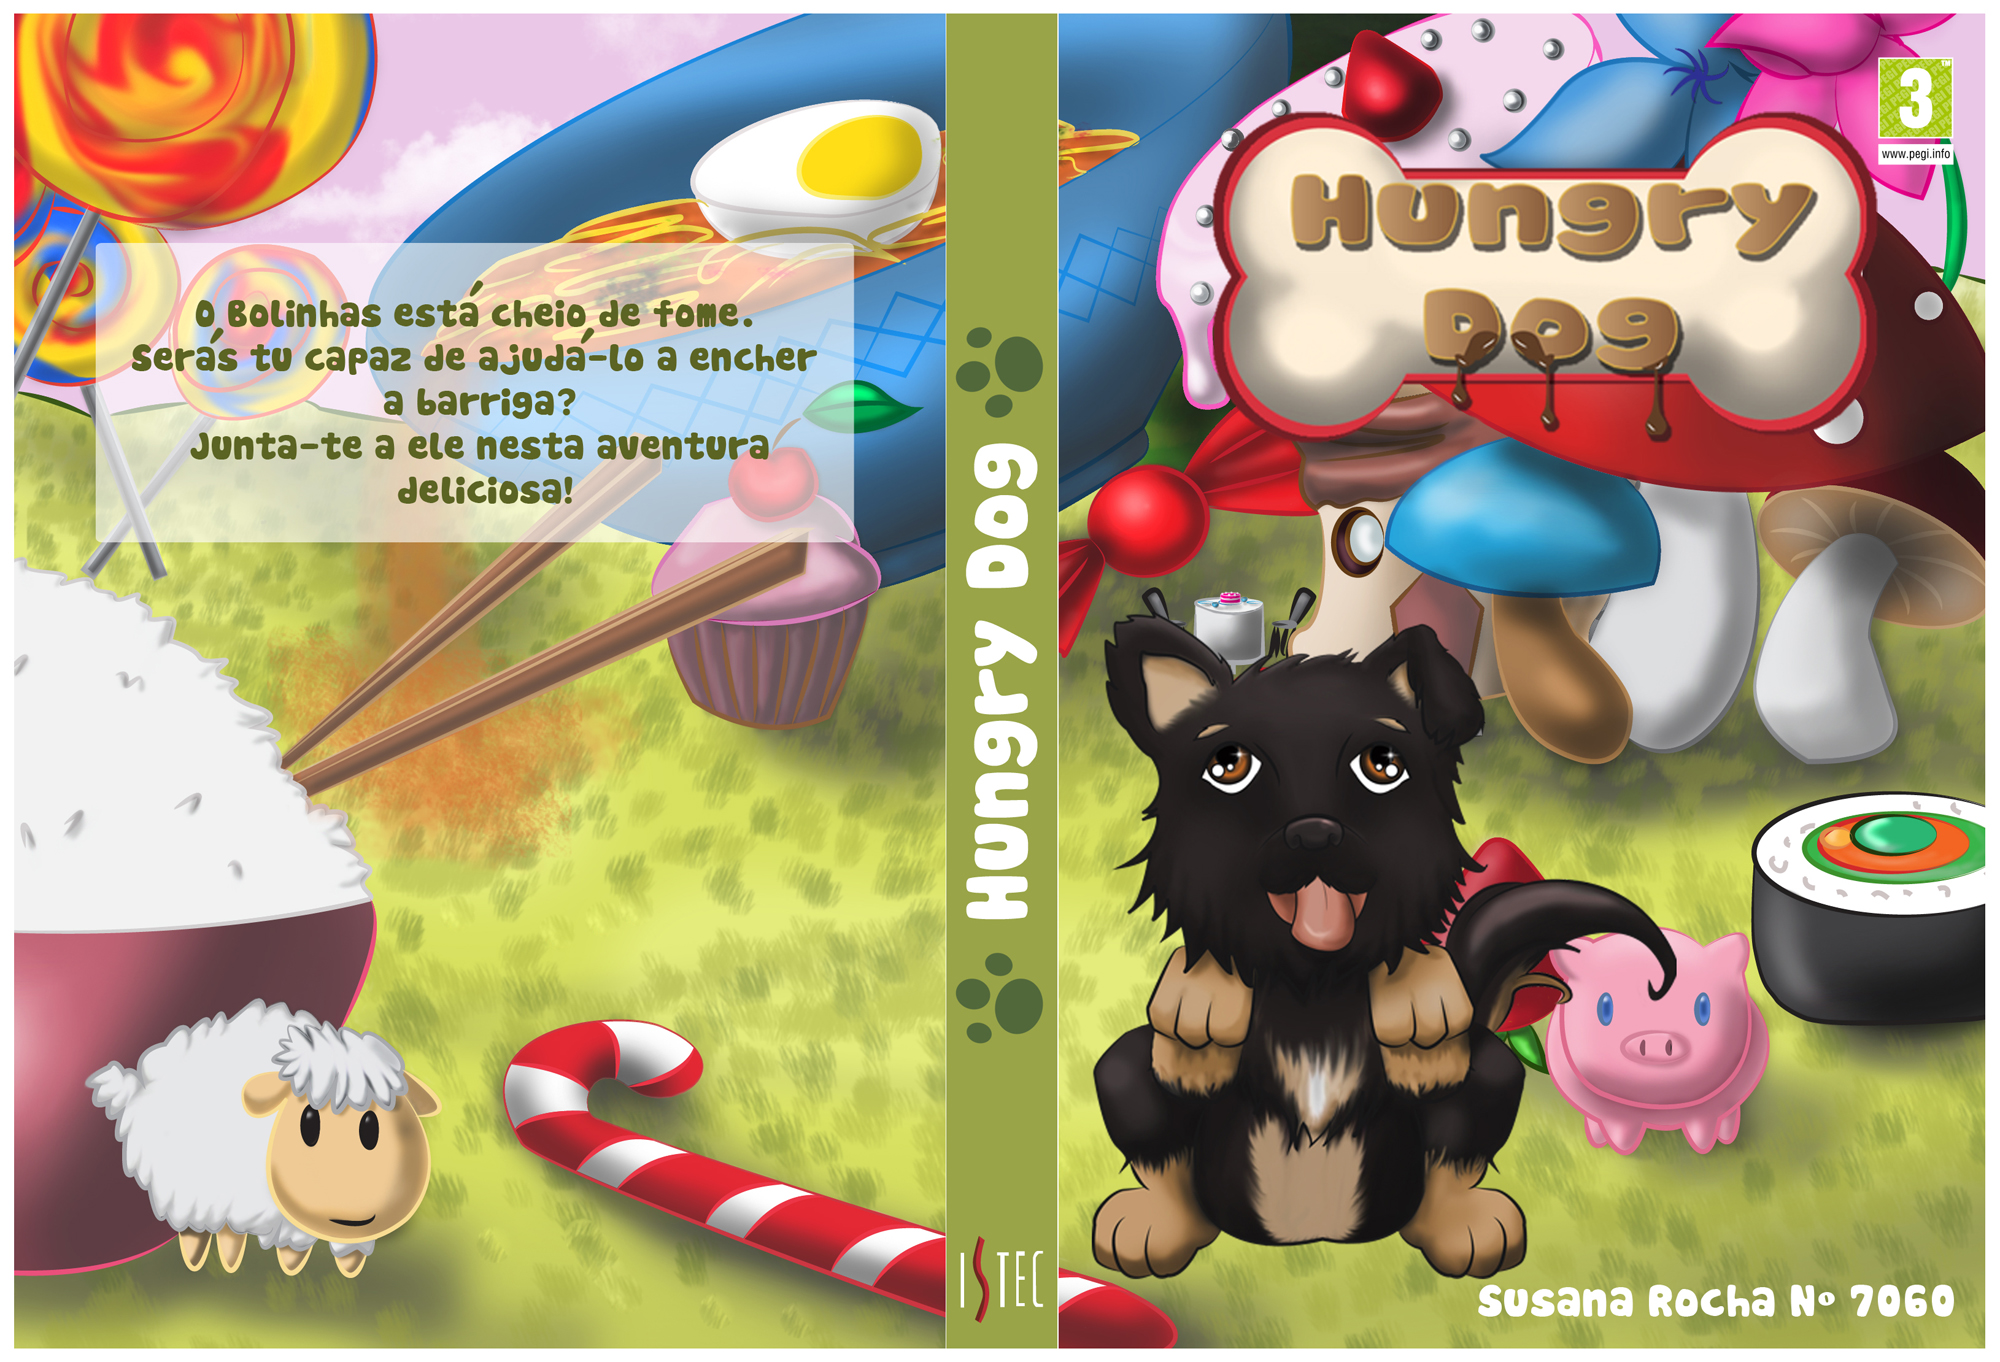 O Bolinhas está cheio de fome.
Serás tu capaz de ajudá-lo a encher
a barriga?
Junta-te a ele nesta aventura
deliciosa!
Hungry Dog
ISTEC
3
www.pegi.info
Hungry
Dog
Susana Rocha Nº 7060